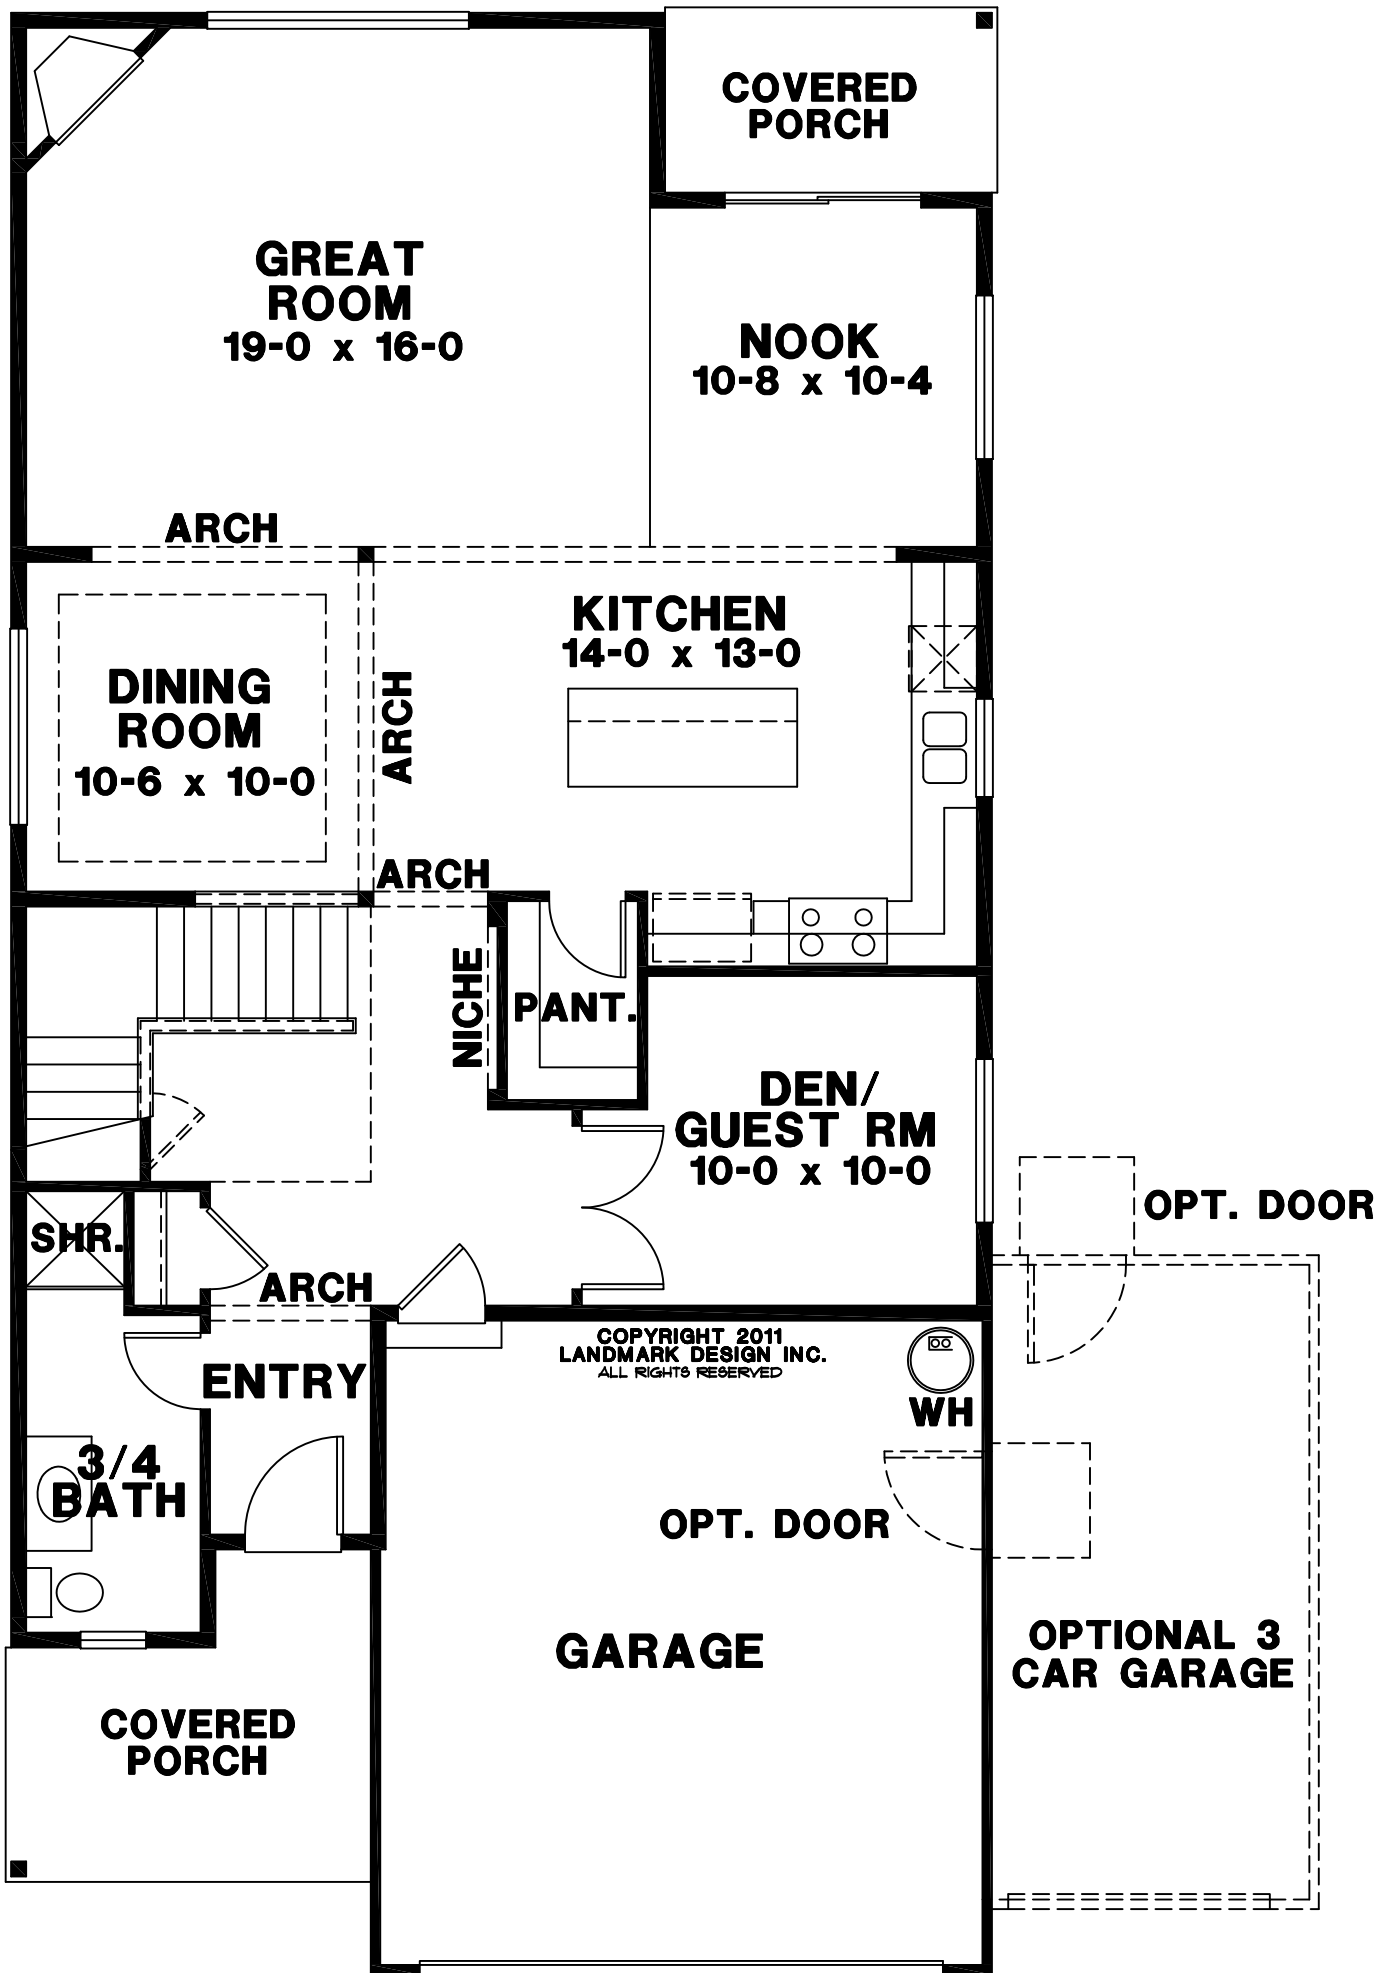 COVERED
PORCH
GREAT
ROOM
19-0 x 16-0
NOOK
10-8 x 10-4
ARCH
KITCHEN
14-0 x 13-0
DINING
ROOM
10-6 x 10-0
ARCH
ARCH
NICHE
PANT.
DEN/
GUEST RM
10-0 x 10-0
OPT. DOOR
SHR.
ARCH
COPYRIGHT 2011
LANDMARK DESIGN INC.
ALL RIGHTS RESERVED
ENTRY
WH
3/4
BATH
OPT. DOOR
GARAGE
OPTIONAL 3
CAR GARAGE
COVERED
PORCH